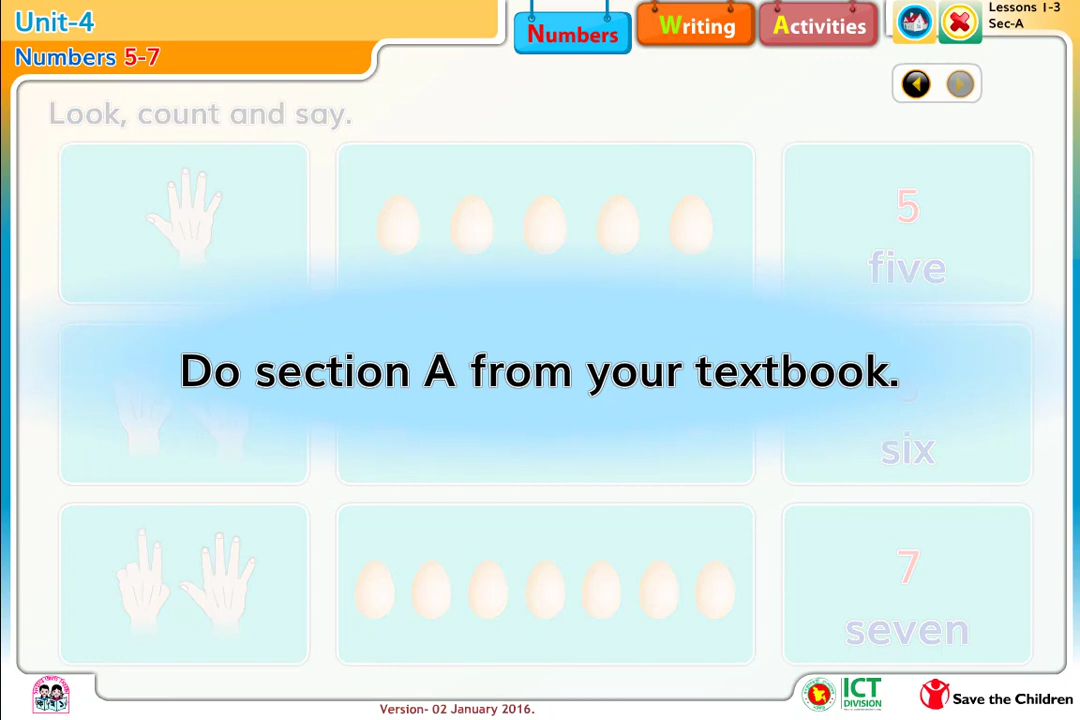 Unit-4
Numbers 5-7
Numbers
Writing
Activities
Lessons 1-3
Sec-A
Look, count and say.
5
five
Do section A from your textbook.
six
7
seven
Version- 02 January 2016.
ICT
DIVISION
Save the Children